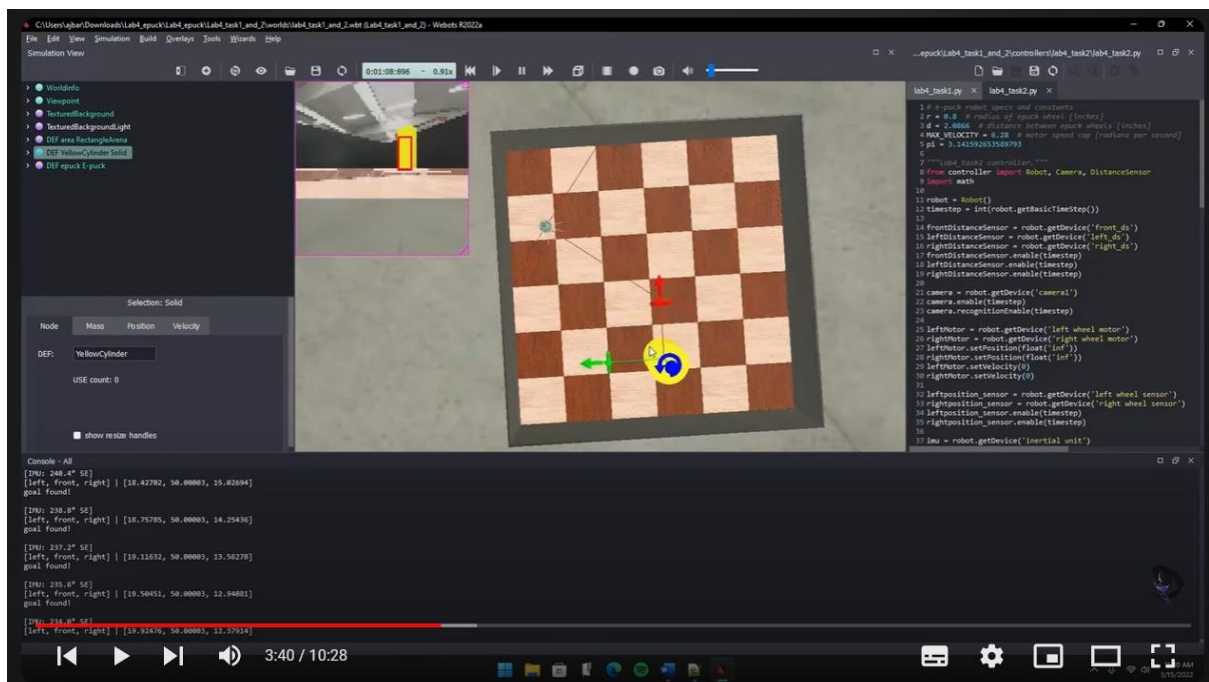 C:\Users\ajbar\Downloads\Lab4_epuck\Lab4_epuck\Lab4_task1_and_2\worlds\lab4_task1_and_2.wbt (Lab4_task1_and_2) - Webots R2022a
File Edit View Simulation Build Overlays Tools Wizards Help
Simulation View
...epuck\Lab4_task1_and_2\controllers\lab4_task2\lab4_task2.py
0:01:08:896 - 0.91x
lab4_task1.py × lab4_task2.py ×
WorldInfo
Viewpoint
TexturedBackground
TexturedBackgroundLight
DEF area RectangleArena
DEF YellowCylinder Solid
DEF epuck E-puck
1 # e-puck robot specs and constants
2 r = 0.8 # radius of epuck wheel [inches]
3 d = 2.0866 # distance between epuck wheels [inches]
4 MAX_VELOCITY = 6.28 # motor speed cap [radians per second]
5 pi = 3.141592653589793
6
7 """lab4_task2 controller."""
8 from controller import Robot, Camera, DistanceSensor
9 import math
10
11 robot = Robot()
12 timestep = int(robot.getBasicTimeStep())
13
14 frontDistanceSensor = robot.getDevice('front_ds')
15 leftDistanceSensor = robot.getDevice('left_ds')
16 rightDistanceSensor = robot.getDevice('right_ds')
17 frontDistanceSensor.enable(timestep)
18 leftDistanceSensor.enable(timestep)
19 rightDistanceSensor.enable(timestep)
20
21 camera = robot.getDevice('camera1')
22 camera.enable(timestep)
23 camera.recognitionEnable(timestep)
24
25 leftMotor = robot.getDevice('left wheel motor')
26 rightMotor = robot.getDevice('right wheel motor')
27 leftMotor.setPosition(float('inf'))
28 rightMotor.setPosition(float('inf'))
29 leftMotor.setVelocity(0)
30 rightMotor.setVelocity(0)
31
32 leftposition_sensor = robot.getDevice('left wheel sensor')
33 rightposition_sensor = robot.getDevice('right wheel sensor')
34 leftposition_sensor.enable(timestep)
35 rightposition_sensor.enable(timestep)
36
37 imu = robot.getDevice('inertial unit')
Selection: Solid
Node Mass Position Velocity
DEF: YellowCylinder
USE count: 0
show resize handles
Console - All
[IMU: 240.4° SE]
[left, front, right] | [18.42702, 50.00003, 15.02694]
goal found!
[IMU: 238.8° SE]
[left, front, right] | [18.75785, 50.00003, 14.25436]
goal found!
[IMU: 237.2° SE]
[left, front, right] | [19.11632, 50.00003, 13.56278]
goal found!
[IMU: 235.6° SE]
[left, front, right] | [19.50451, 50.00003, 12.94081]
goal found!
[IMU: 234.0° SE]
[left, front, right] | [19.92476, 50.00003, 12.37914]
3:40 / 10:28
3/15/2022